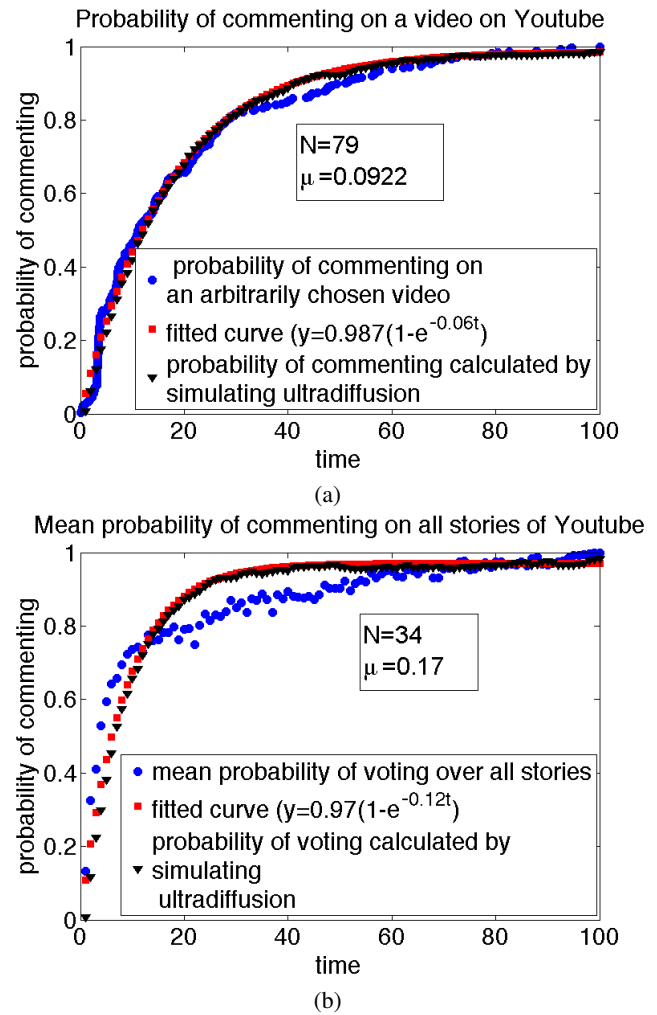 Probability of commenting on a video on Youtube
1
0.8
0.6
0.4
0.2
0
probability of commenting
N=79
μ=0.0922
probability of commenting on
an arbitrarily chosen video
fitted curve (y=0.987(1-e^-0.06t)
probability of commenting calculated by
simulating ultradiffusion
0 20 40 60 80 100
time
(a)
Mean probability of commenting on all stories of Youtube
1
0.8
0.6
0.4
0.2
0
probability of commenting
N=34
μ=0.17
mean probability of voting over all stories
fitted curve (y=0.97(1-e^-0.12t)
probability of voting calculated by
simulating
ultradiffusion
0 20 40 60 80 100
time
(b)